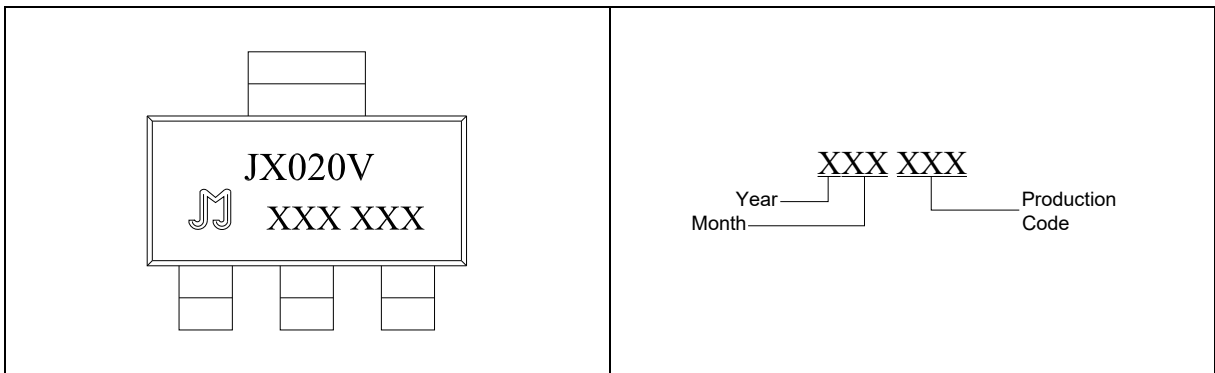 JX020V
XXX XXX
XXX XXX
Year
Month
Production
Code